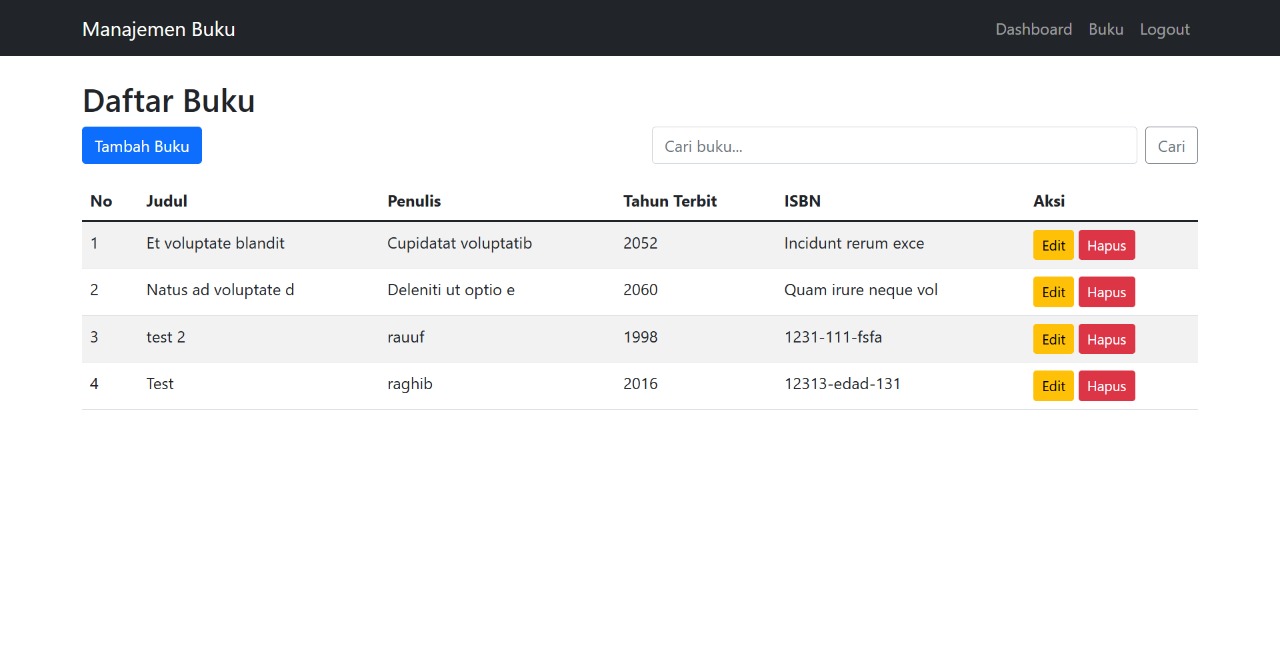 Manajemen Buku Dashboard Buku Logout
Daftar Buku
Tambah Buku Cari buku... Cari
No Judul Penulis Tahun Terbit ISBN Aksi
1 Et voluptate blandit Cupidatat voluptatib 2052 Incidunt rerum exce Edit Hapus
2 Natus ad voluptate d Deleniti ut optio e 2060 Quam irure neque vol Edit Hapus
3 test 2 rauuf 1998 1231-111-fsfa Edit Hapus
4 Test raghib 2016 12313-edad-131 Edit Hapus